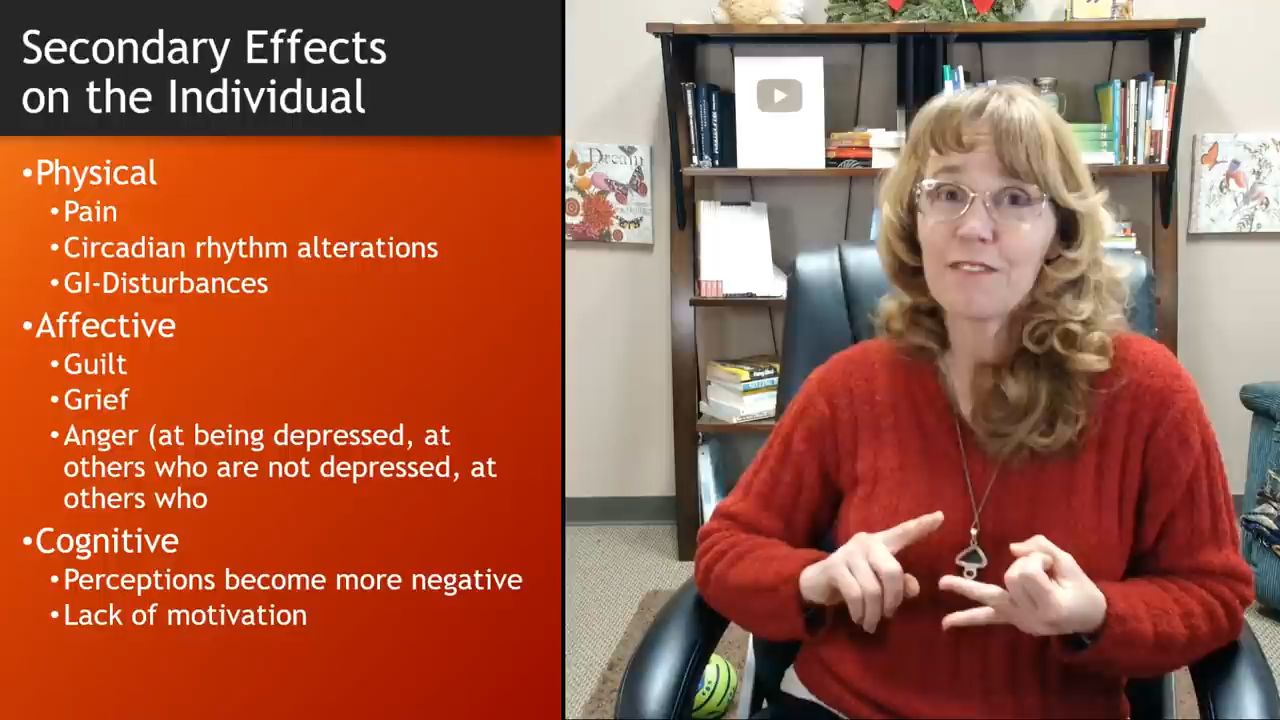 Secondary Effects
on the Individual
•Physical
•Pain
•Circadian rhythm alterations
•GI-Disturbances
•Affective
•Guilt
•Grief
•Anger (at being depressed, at
others who are not depressed, at
others who
•Cognitive
•Perceptions become more negative
•Lack of motivation
Dream